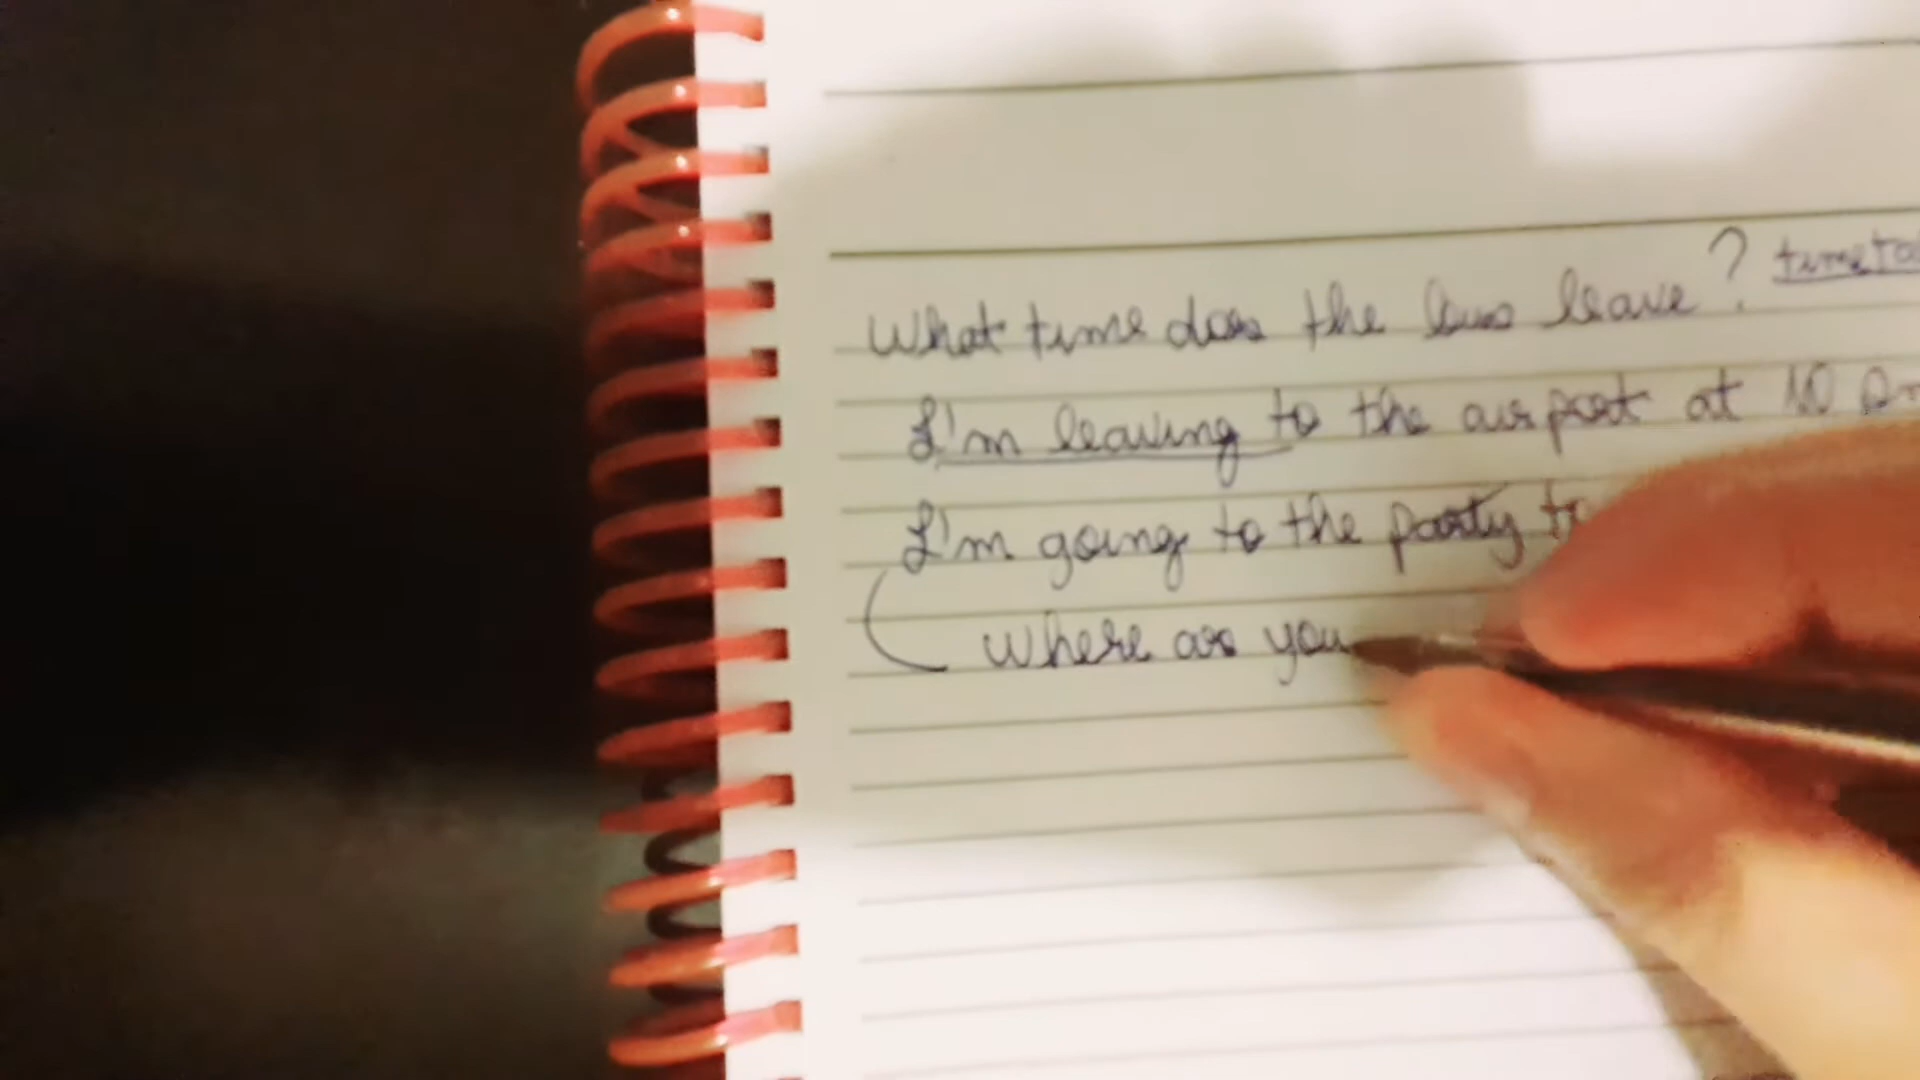 What time does the bus leave? timeta
I'm leaving to the airport at 10 pm
I'm going to the party
Where are you